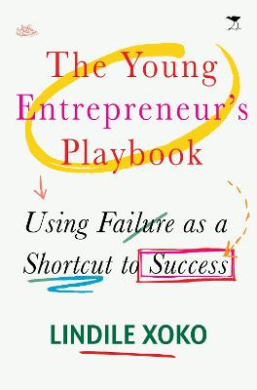 The Young
Entrepreneur's
Playbook
Using Failure as a
Shortcut to Success
LINDILE XOKO